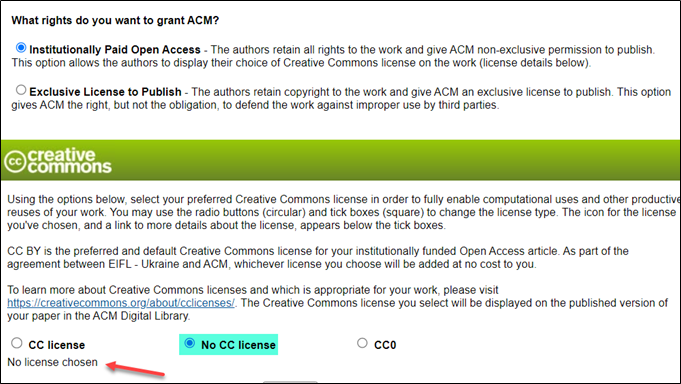 What rights do you want to grant ACM?
Institutionally Paid Open Access - The authors retain all rights to the work and give ACM non-exclusive permission to publish.
This option allows the authors to display their choice of Creative Commons license on the work (license details below).
Exclusive License to Publish - The authors retain copyright to the work and give ACM an exclusive license to publish. This option
gives ACM the right, but not the obligation, to defend the work against improper use by third parties.
cc creative
commons
Using the options below, select your preferred Creative Commons license in order to fully enable computational uses and other productive
reuses of your work. You may use the radio buttons (circular) and tick boxes (square) to change the license type. The icon for the license
you've chosen, and a link to more details about the license, appears below the tick boxes.
CC BY is the preferred and default Creative Commons license for your institutionally funded Open Access article. As part of the
agreement between EIFL - Ukraine and ACM, whichever license you choose will be added at no cost to you.
To learn more about Creative Commons licenses and which is appropriate for your work, please visit
https://creativecommons.org/about/cclicenses/. The Creative Commons license you select will be displayed on the published version of
your paper in the ACM Digital Library.
CC license No CC license CC0
No license chosen